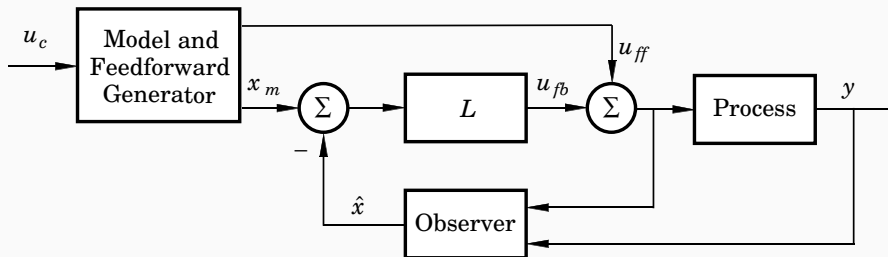 u_c
Model and
Feedforward
Generator
x_m
Σ
−
L
u_fb
u_ff
Σ
Process
y
x̂
Observer